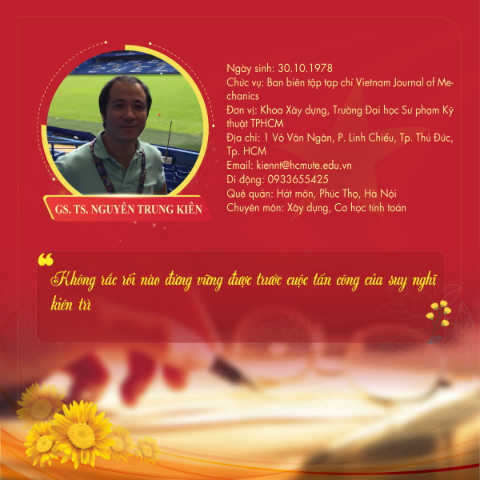 Ngày sinh: 30.10.1978
Chức vụ: Ban biên tập tạp chí Vietnam Journal of Me-
chanics
Đơn vị: Khoa Xây dựng, Trường Đại học Sư phạm Kỹ
thuật TPHCM
Địa chỉ: 1 Võ Văn Ngân, P. Linh Chiểu, Tp. Thủ Đức,
Tp. HCM
Email: kiennt@hcmute.edu.vn
Di động: 0933655425
Quê quán: Hát môn, Phúc Thọ, Hà Nội
Chuyên môn: Xây dựng, Cơ học tính toán
GS. TS. NGUYỄN TRUNG KIÊN
Không rắc rối nào đứng vững được trước cuộc tấn công của suy nghĩ
kiên trì